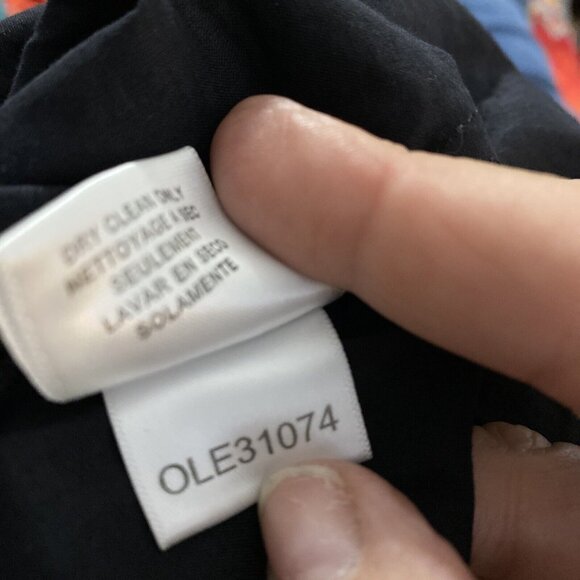 DRY CLEAN ONLY
NETTOYAGE A SEC
SEULEMENT
LAVAR EN SECO
SOLAMENTE
OLE31074